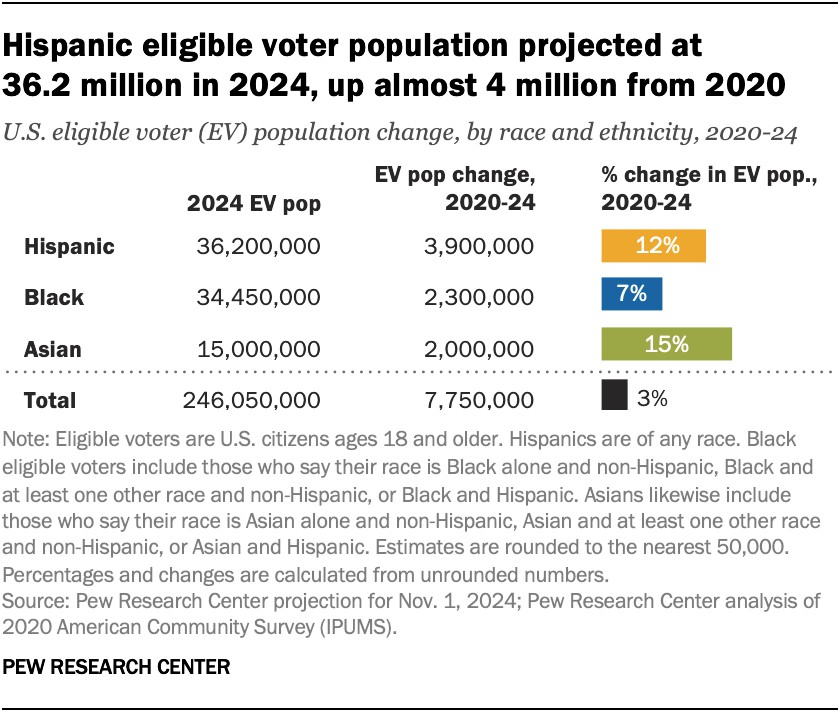 Hispanic eligible voter population projected at
36.2 million in 2024, up almost 4 million from 2020
U.S. eligible voter (EV) population change, by race and ethnicity, 2020-24
2024 EV pop
EV pop change,
2020-24
% change in EV pop.,
2020-24
Hispanic 36,200,000 3,900,000 12%
Black 34,450,000 2,300,000 7%
Asian 15,000,000 2,000,000 15%
Total 246,050,000 7,750,000 3%
Note: Eligible voters are U.S. citizens ages 18 and older. Hispanics are of any race. Black
eligible voters include those who say their race is Black alone and non-Hispanic, Black and
at least one other race and non-Hispanic, or Black and Hispanic. Asians likewise include
those who say their race is Asian alone and non-Hispanic, Asian and at least one other race
and non-Hispanic, or Asian and Hispanic. Estimates are rounded to the nearest 50,000.
Percentages and changes are calculated from unrounded numbers.
Source: Pew Research Center projection for Nov. 1, 2024; Pew Research Center analysis of
2020 American Community Survey (IPUMS).
PEW RESEARCH CENTER